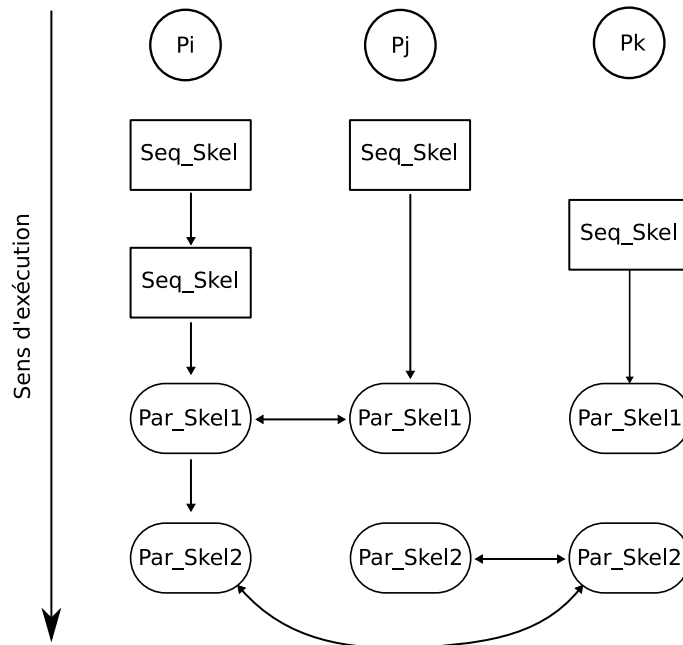 Pi
Pj
Pk
Seq_Skel
Seq_Skel
Seq_Skel
Seq_Skel
Sens d'exécution
Par_Skel1
Par_Skel1
Par_Skel1
Par_Skel2
Par_Skel2
Par_Skel2